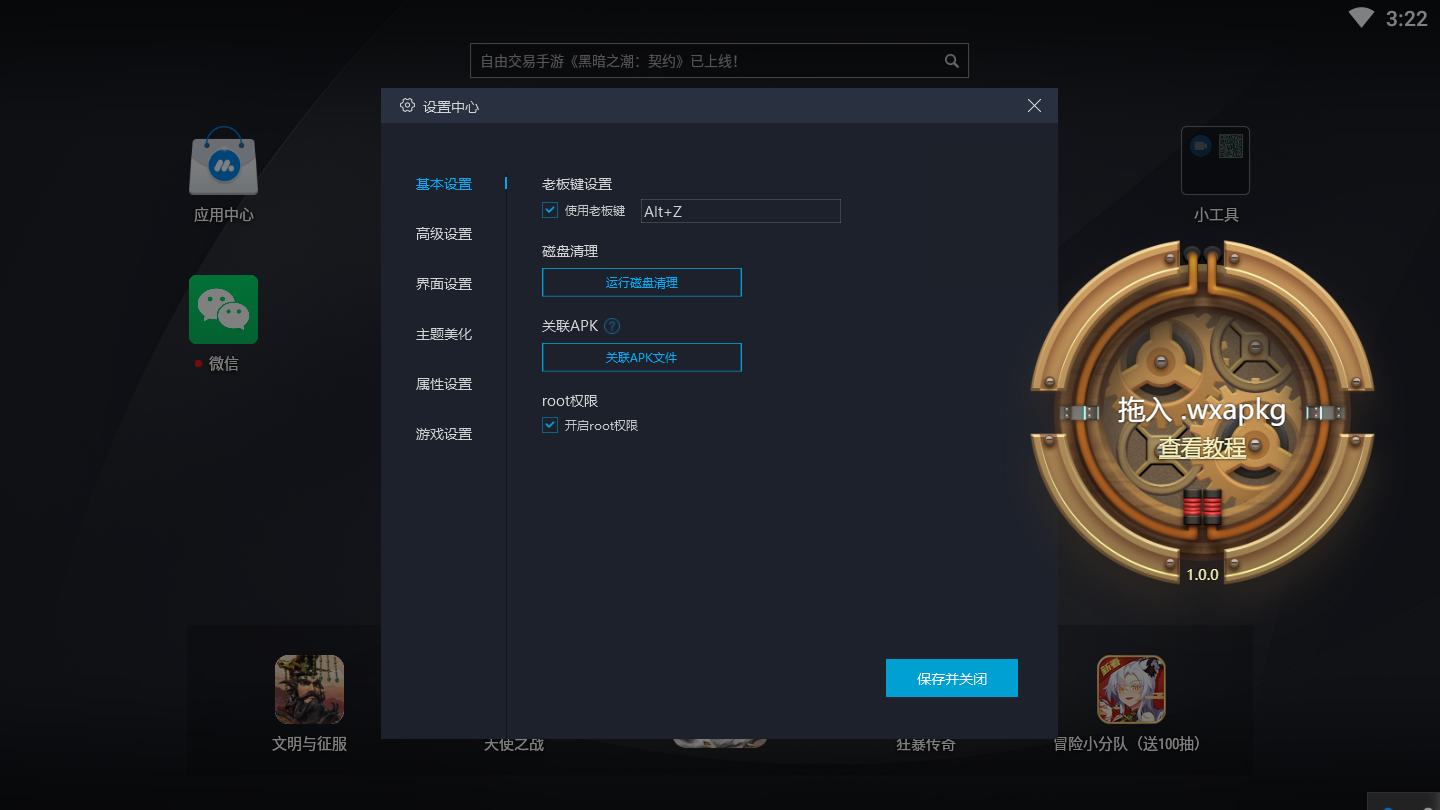 3:22
自由交易手游《黑暗之潮：契约》已上线！
设置中心
应用中心
小工具
微信
基本设置
高级设置
界面设置
主题美化
属性设置
游戏设置
老板键设置
使用老板键
Alt+Z
磁盘清理
运行磁盘清理
关联APK
?
关联APK文件
root权限
开启root权限
拖入 .wxapkg
查看教程
1.0.0
保存并关闭
新春
文明与征服
天使之战
狂暴传奇
冒险小分队（送100抽）